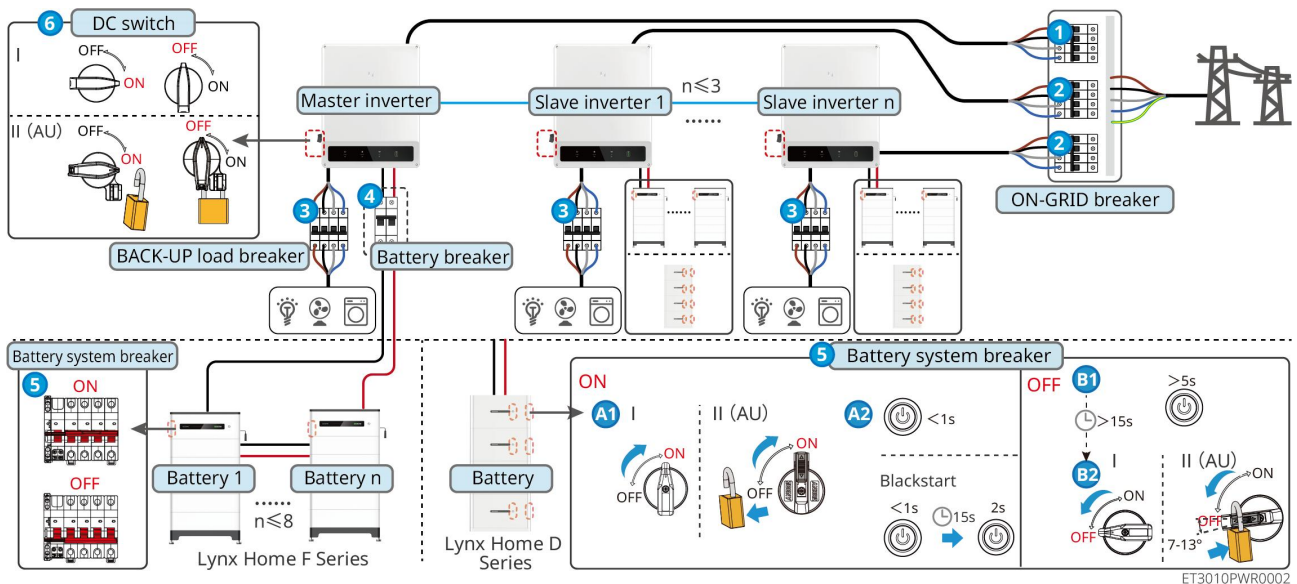 6 DC switch
I
OFF
ON
OFF
ON
II (AU)
OFF
ON
OFF
ON
Master inverter
Slave inverter 1
n≤3
......
Slave inverter n
1
2
2
ON-GRID breaker
3
4
3
3
BACK-UP load breaker
Battery breaker
......
......
Battery system breaker
5
ON
OFF
Battery 1
Battery n
......
n≤8
Lynx Home F Series
Battery
Lynx Home D
Series
5 Battery system breaker
ON
A1
I
ON
OFF
II (AU)
ON
OFF
A2
<1s
Blackstart
<1s
15s
2s
OFF
B1
>5s
>15s
B2
I
ON
OFF
II (AU)
ON
OFF
7-13°
ET3010PWR0002